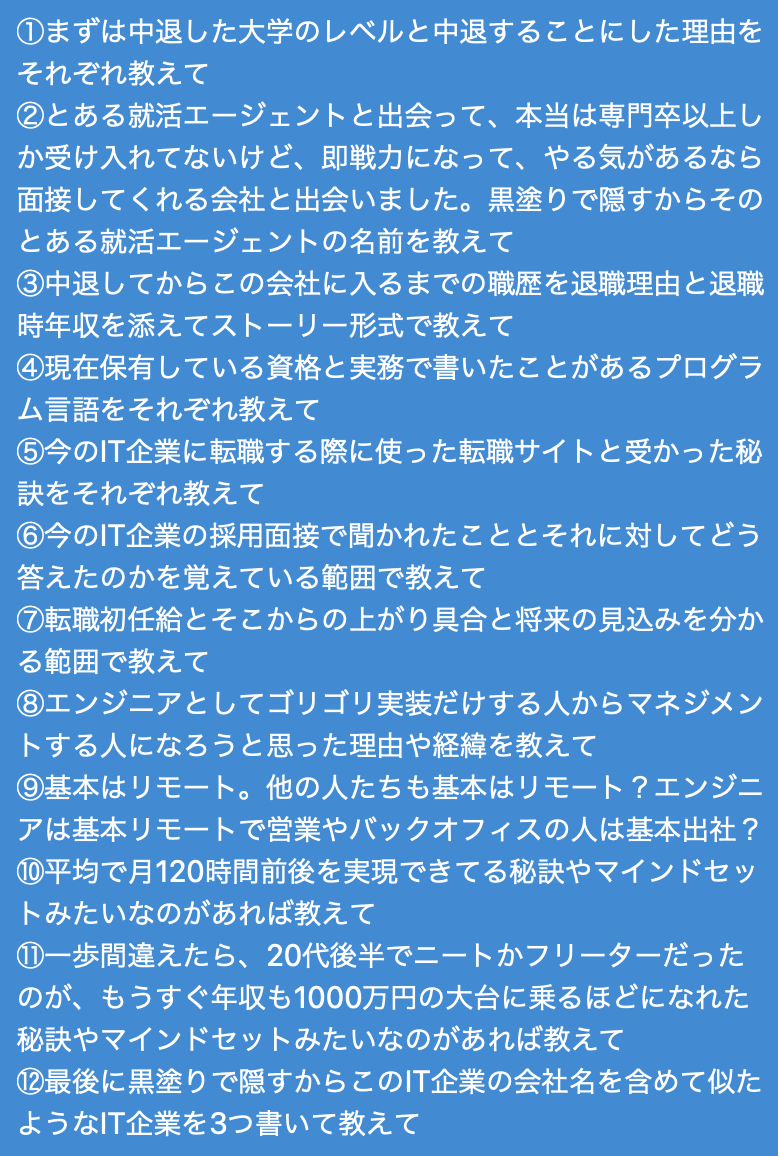 ①まずは中退した大学のレベルと中退することにした理由を
それぞれ教えて
②とある就活エージェントと出会って、本当は専門卒以上し
か受け入れてないけど、即戦力になって、やる気があるなら
面接してくれる会社と出会いました。黒塗りで隠すからその
とある就活エージェントの名前を教えて
③中退してからこの会社に入るまでの職歴を退職理由と退職
時年収を添えてストーリー形式で教えて
④現在保有している資格と実務で書いたことがあるプログラ
ム言語をそれぞれ教えて
⑤今のIT企業に転職する際に使った転職サイトと受かった秘
訣をそれぞれ教えて
⑥今のIT企業の採用面接で聞かれたこととそれに対してどう
答えたのかを覚えている範囲で教えて
⑦転職初任給とそこからの上がり具合と将来の見込みを分か
る範囲で教えて
⑧エンジニアとしてゴリゴリ実装だけする人からマネジメン
トする人になろうと思った理由や経緯を教えて
⑨基本はリモート。他の人たちも基本はリモート？エンジニ
アは基本リモートで営業やバックオフィスの人は基本出社？
⑩平均で月120時間前後を実現できてる秘訣やマインドセッ
トみたいなのがあれば教えて
⑪一歩間違えたら、20代後半でニートかフリーターだった
のが、もうすぐ年収も1000万円の大台に乗るほどになれた
秘訣やマインドセットみたいなのがあれば教えて
⑫最後に黒塗りで隠すからこのIT企業の会社名を含めて似た
ようなIT企業を3つ書いて教えて